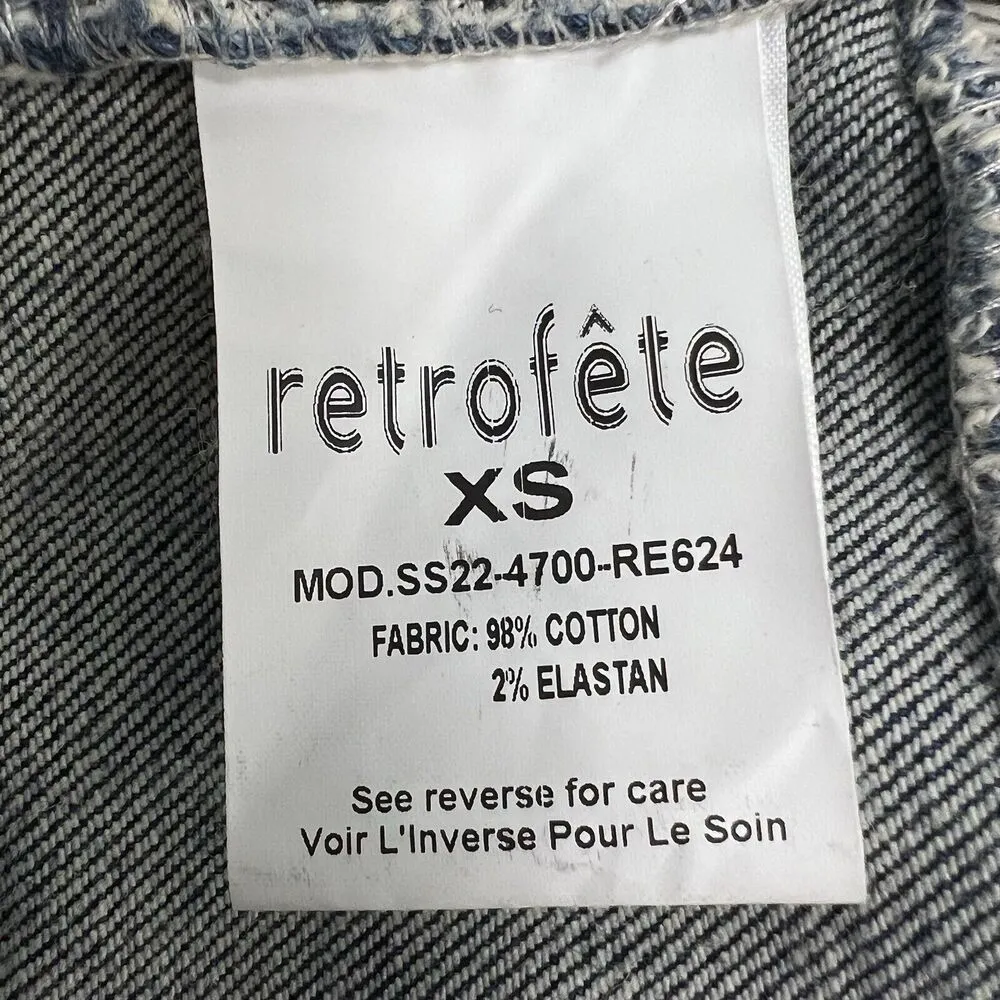 retrofête
XS
MOD.SS22-4700-RE624
FABRIC: 98% COTTON
2% ELASTAN
See reverse for care
Voir L'Inverse Pour Le Soin